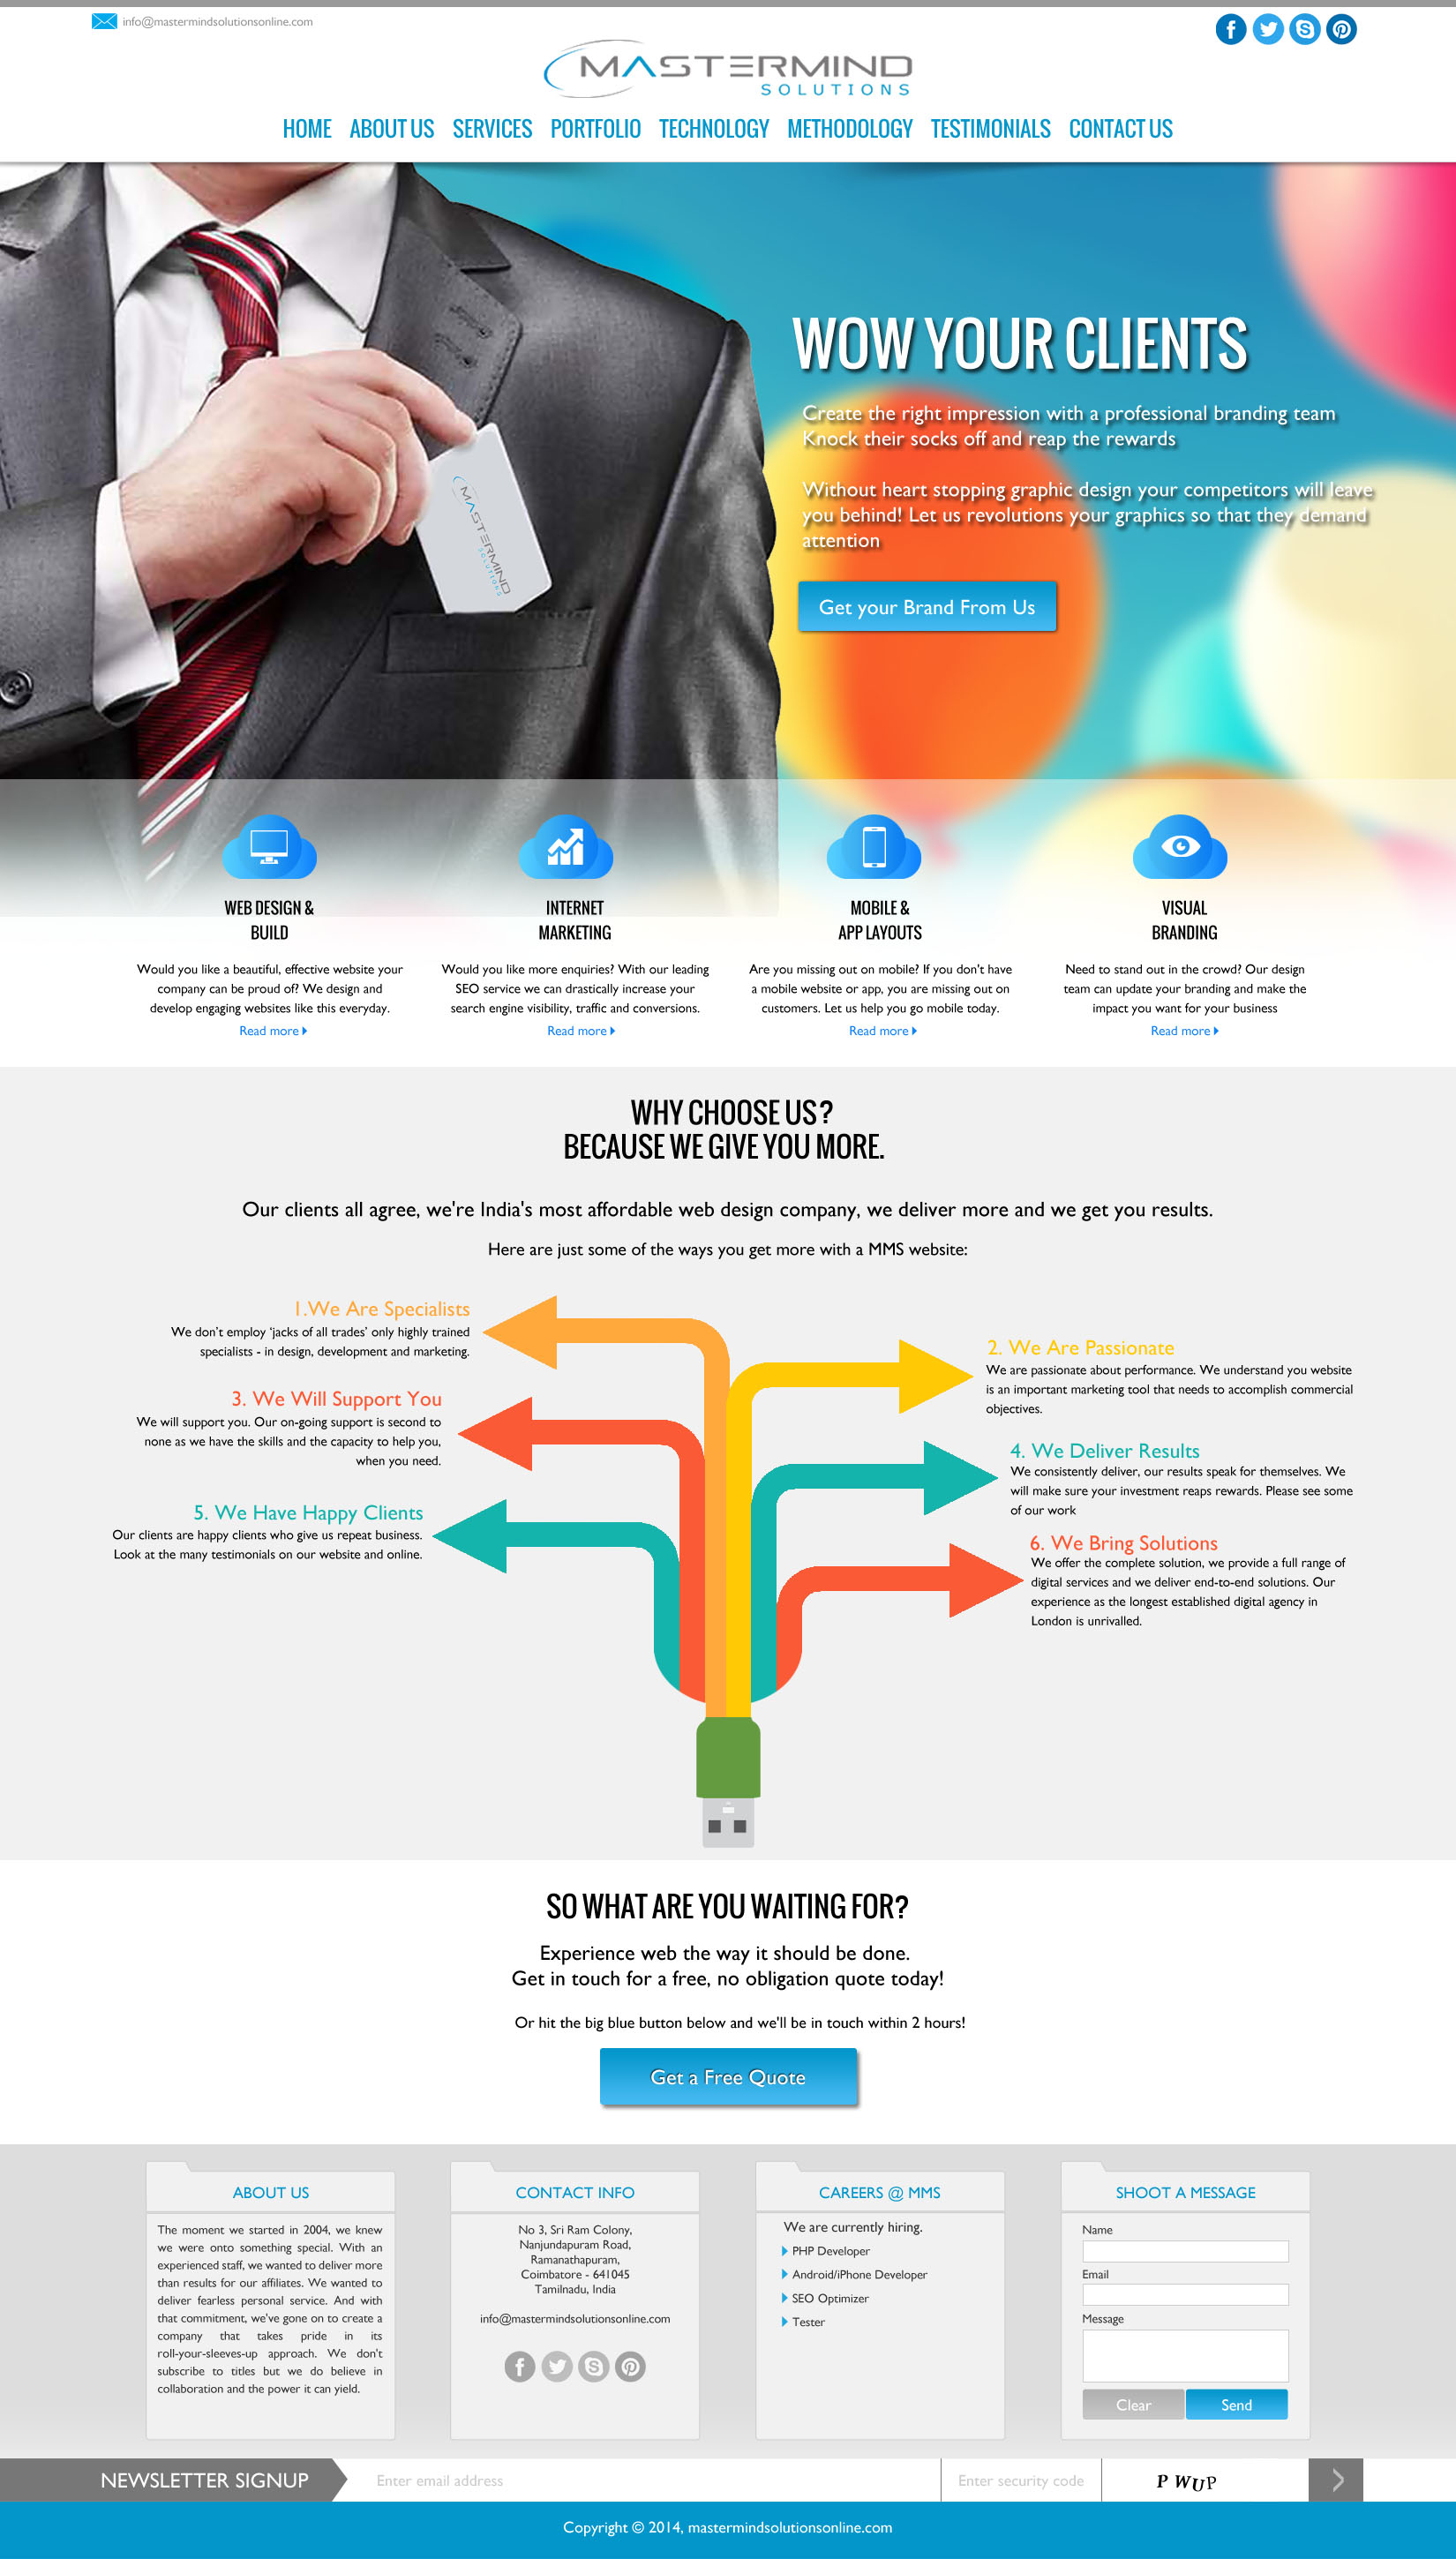 info@mastermindsolutionsonline.com
MASTERMIND
SOLUTIONS
HOME ABOUT US SERVICES PORTFOLIO TECHNOLOGY METHODOLOGY TESTIMONIALS CONTACT US
WOW YOUR CLIENTS
Create the right impression with a professional branding team
Knock their socks off and reap the rewards
Without heart stopping graphic design your competitors will leave
you behind! Let us revolutions your graphics so that they demand
attention
Get your Brand From Us
MASTERMIND
SOLUTIONS
WEB DESIGN &
BUILD
Would you like a beautiful, effective website your
company can be proud of? We design and
develop engaging websites like this everyday.
Read more
INTERNET
MARKETING
Would you like more enquiries? With our leading
SEO service we can drastically increase your
search engine visibility, traffic and conversions.
Read more
MOBILE &
APP LAYOUTS
Are you missing out on mobile? If you don't have
a mobile website or app, you are missing out on
customers. Let us help you go mobile today.
Read more
VISUAL
BRANDING
Need to stand out in the crowd? Our design
team can update your branding and make the
impact you want for your business
Read more
WHY CHOOSE US?
BECAUSE WE GIVE YOU MORE.
Our clients all agree, we're India's most affordable web design company, we deliver more and we get you results.
Here are just some of the ways you get more with a MMS website:
1.We Are Specialists
We don't employ ‘jacks of all trades’ only highly trained
specialists - in design, development and marketing.
2. We Are Passionate
We are passionate about performance. We understand you website
is an important marketing tool that needs to accomplish commercial
objectives.
3. We Will Support You
We will support you. Our on-going support is second to
none as we have the skills and the capacity to help you,
when you need.
4. We Deliver Results
We consistently deliver, our results speak for themselves. We
will make sure your investment reaps rewards. Please see some
of our work
5. We Have Happy Clients
Our clients are happy clients who give us repeat business.
Look at the many testimonials on our website and online.
6. We Bring Solutions
We offer the complete solution, we provide a full range of
digital services and we deliver end-to-end solutions. Our
experience as the longest established digital agency in
London is unrivalled.
SO WHAT ARE YOU WAITING FOR?
Experience web the way it should be done.
Get in touch for a free, no obligation quote today!
Or hit the big blue button below and we'll be in touch within 2 hours!
Get a Free Quote
ABOUT US
The moment we started in 2004, we knew
we were onto something special. With an
experienced staff, we wanted to deliver more
than results for our affiliates. We wanted to
deliver fearless personal service. And with
that commitment, we've gone on to create a
company that takes pride in its
roll-your-sleeves-up approach. We don't
subscribe to titles but we do believe in
collaboration and the power it can yield.
CONTACT INFO
No 3, Sri Ram Colony,
Nanjundapuram Road,
Ramanathapuram,
Coimbatore - 641045
Tamilnadu, India
info@mastermindsolutionsonline.com
CAREERS @ MMS
We are currently hiring.
PHP Developer
Android/iPhone Developer
SEO Optimizer
Tester
SHOOT A MESSAGE
Name
Email
Message
Clear Send
NEWSLETTER SIGNUP Enter email address Enter security code P WUP
Copyright © 2014, mastermindsolutionsonline.com